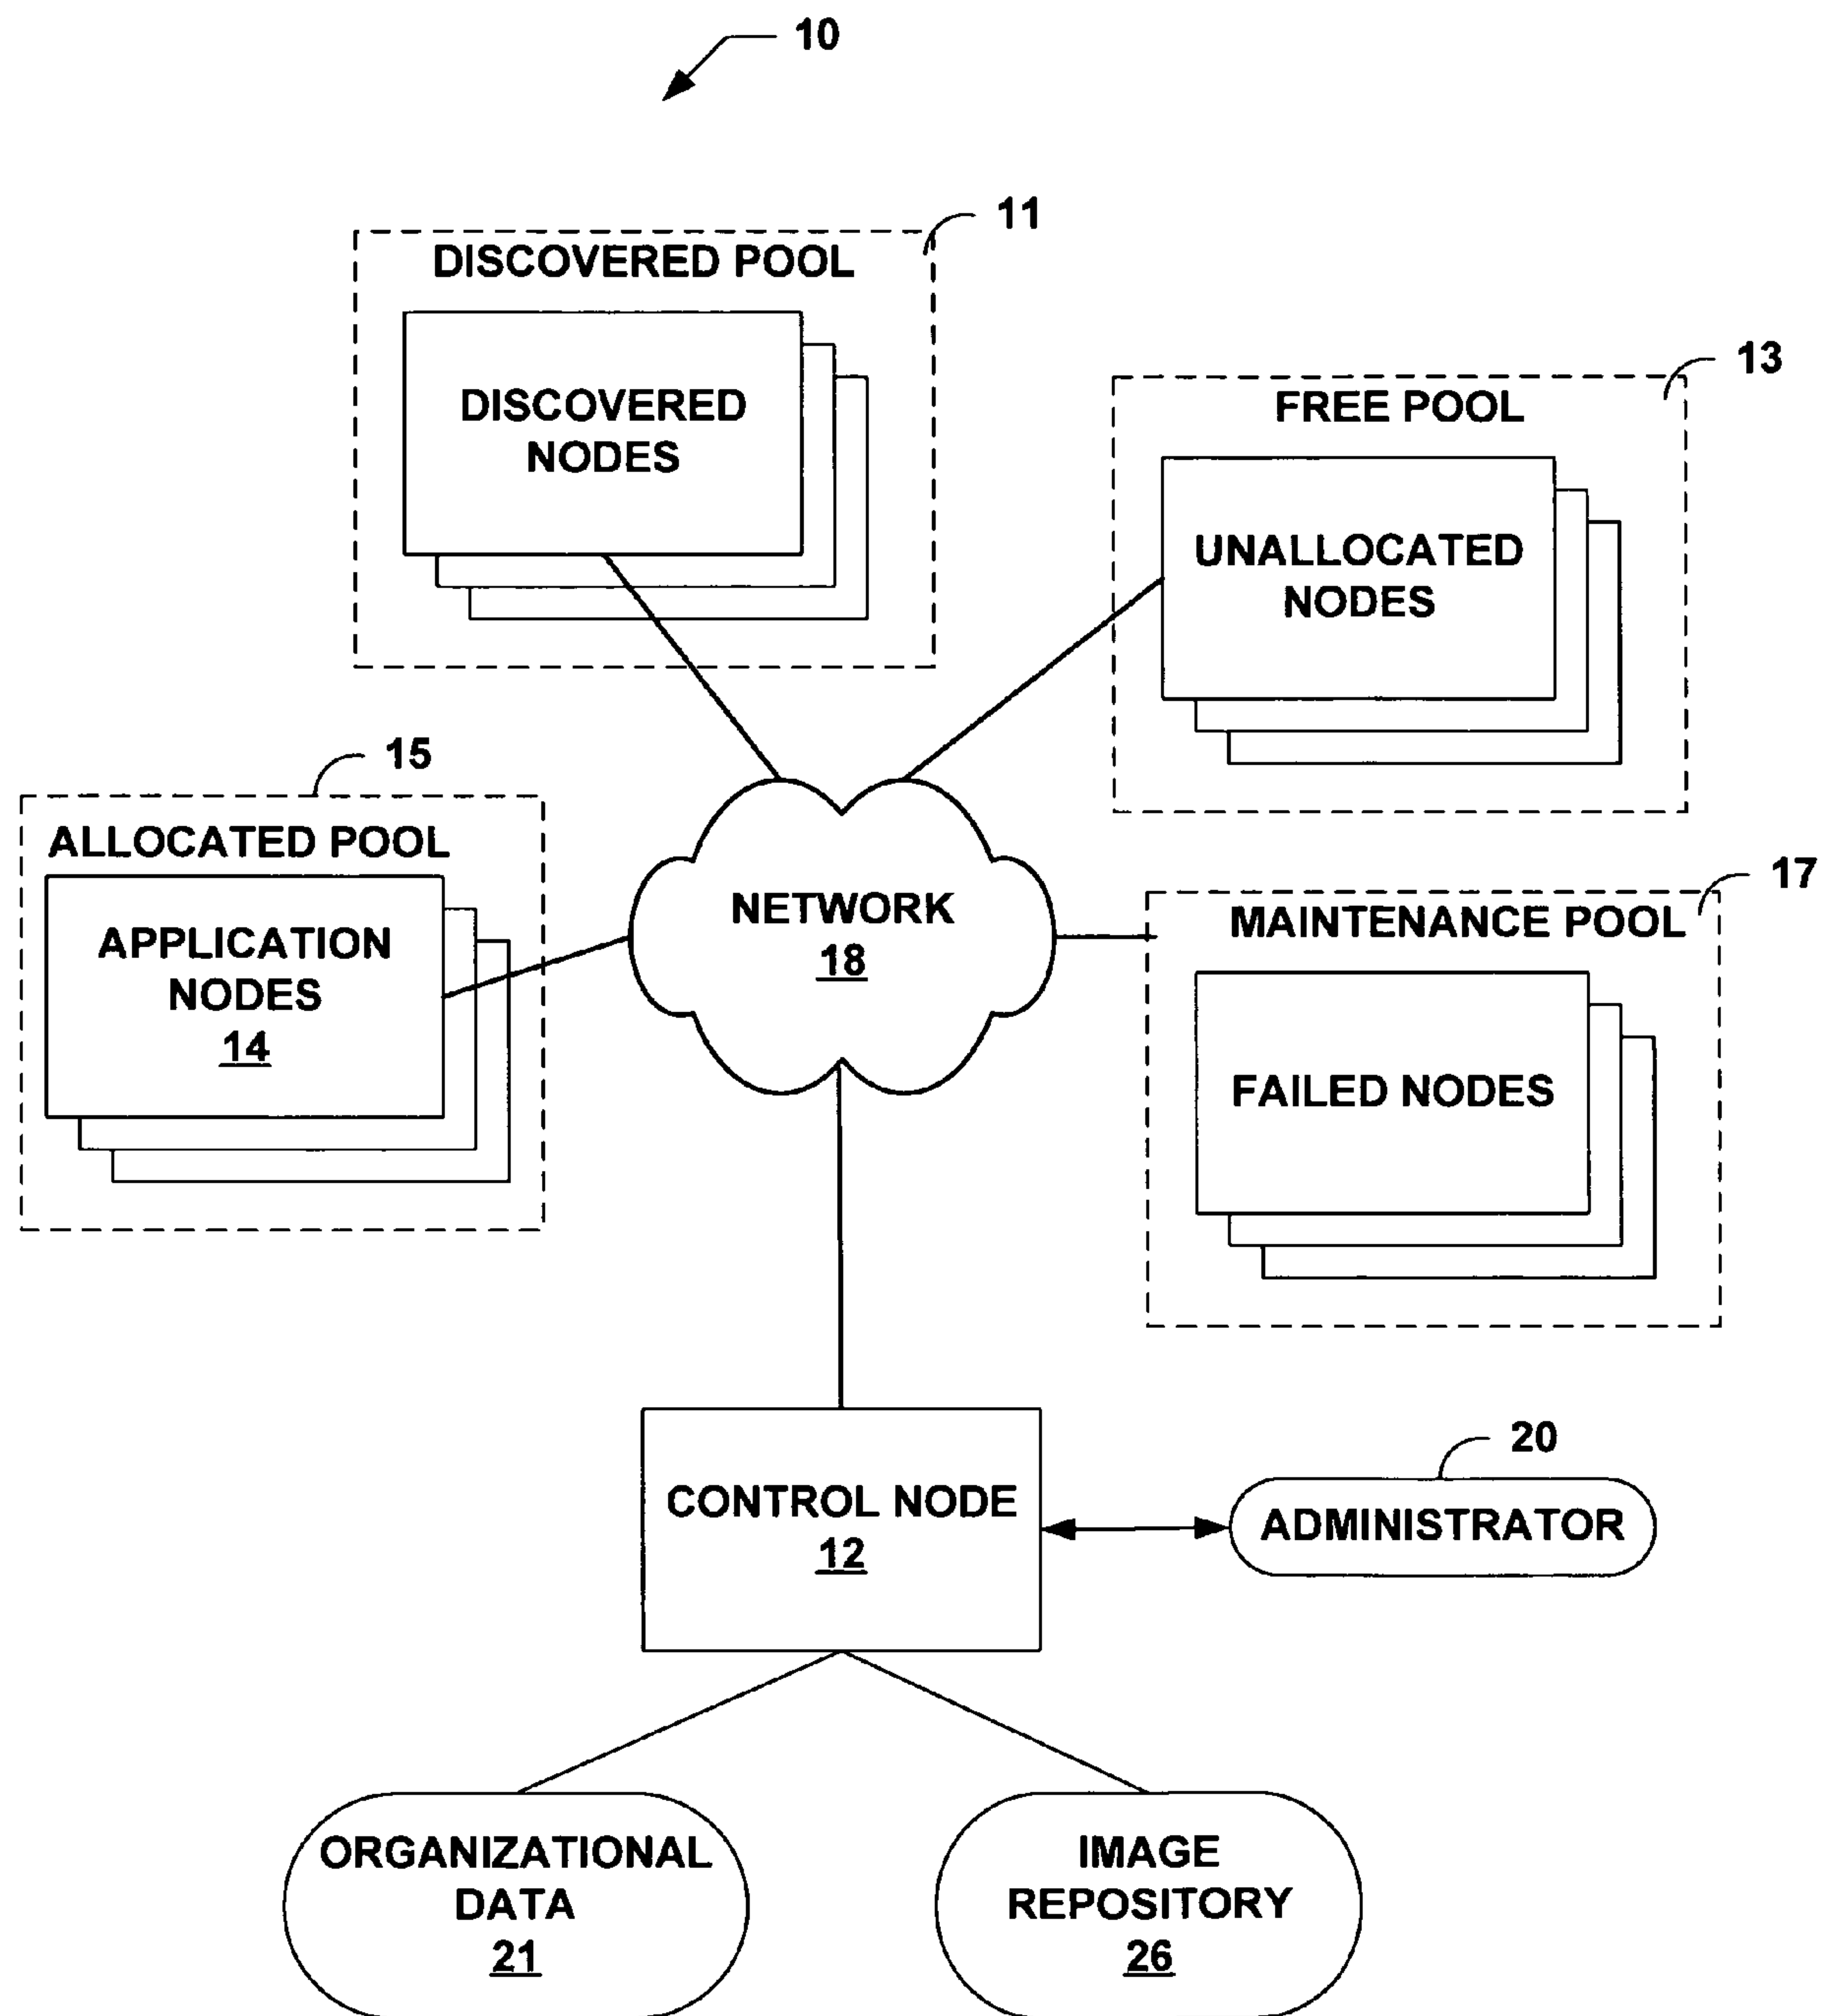 10
11
DISCOVERED POOL
DISCOVERED
NODES
13
FREE POOL
UNALLOCATED
NODES
15
ALLOCATED POOL
APPLICATION
NODES
14
NETWORK
18
17
MAINTENANCE POOL
FAILED NODES
CONTROL NODE
12
20
ADMINISTRATOR
ORGANIZATIONAL
DATA
21
IMAGE
REPOSITORY
26